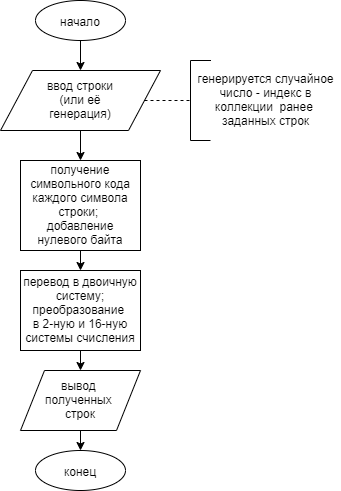 начало
ввод строки
(или её
генерация)
генерируется случайное
число - индекс в
коллекции ранее
заданных строк
получение
символьного кода
каждого символа
строки;
добавление
нулевого байта
перевод в двоичную
систему;
преобразование
в 2-ную и 16-ную
системы счисления
вывод
полученных
строк
конец